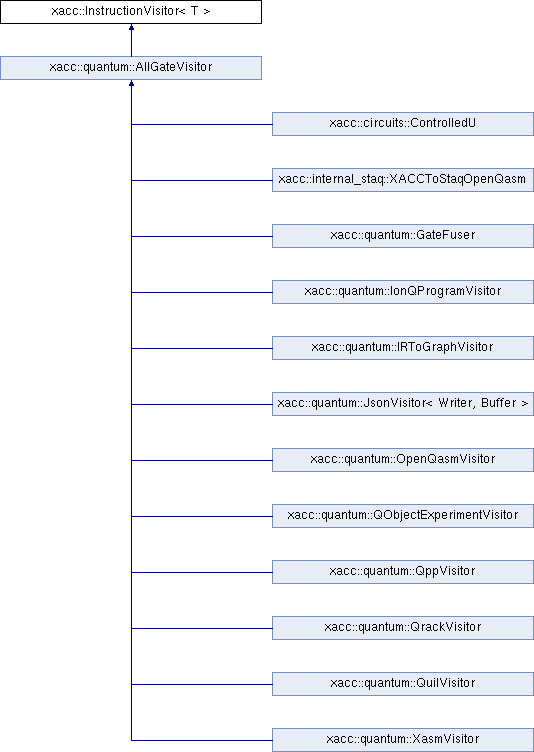 xacc::InstructionVisitor< T >
xacc::quantum::AllGateVisitor
xacc::circuits::ControlledU
xacc::internal_staq::XACCToStaqOpenQasm
xacc::quantum::GateFuser
xacc::quantum::IonQProgramVisitor
xacc::quantum::IRToGraphVisitor
xacc::quantum::JsonVisitor< Writer, Buffer >
xacc::quantum::OpenQasmVisitor
xacc::quantum::QObjectExperimentVisitor
xacc::quantum::QppVisitor
xacc::quantum::QrackVisitor
xacc::quantum::QuilVisitor
xacc::quantum::XasmVisitor